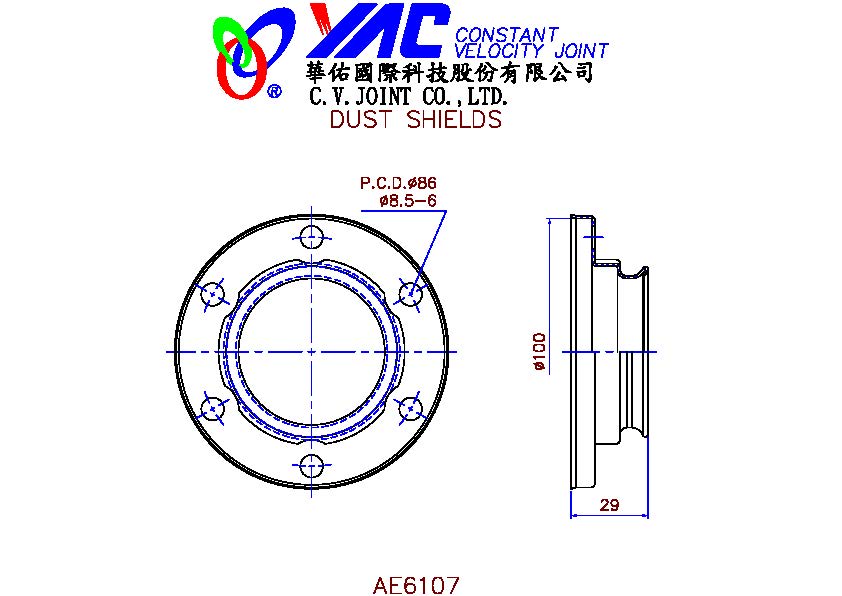 YAC CONSTANT
VELOCITY JOINT
®
華佑國際科技股份有限公司
C.V.JOINT CO.,LTD.
DUST SHIELDS
P.C.D.ø86
ø8.5-6
ø100
29
AE6107